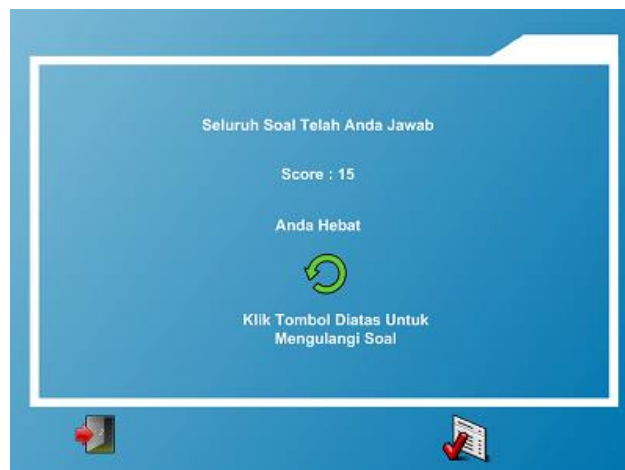 Seluruh Soal Telah Anda Jawab
Score : 15
Anda Hebat
Klik Tombol Diatas Untuk
Mengulangi Soal